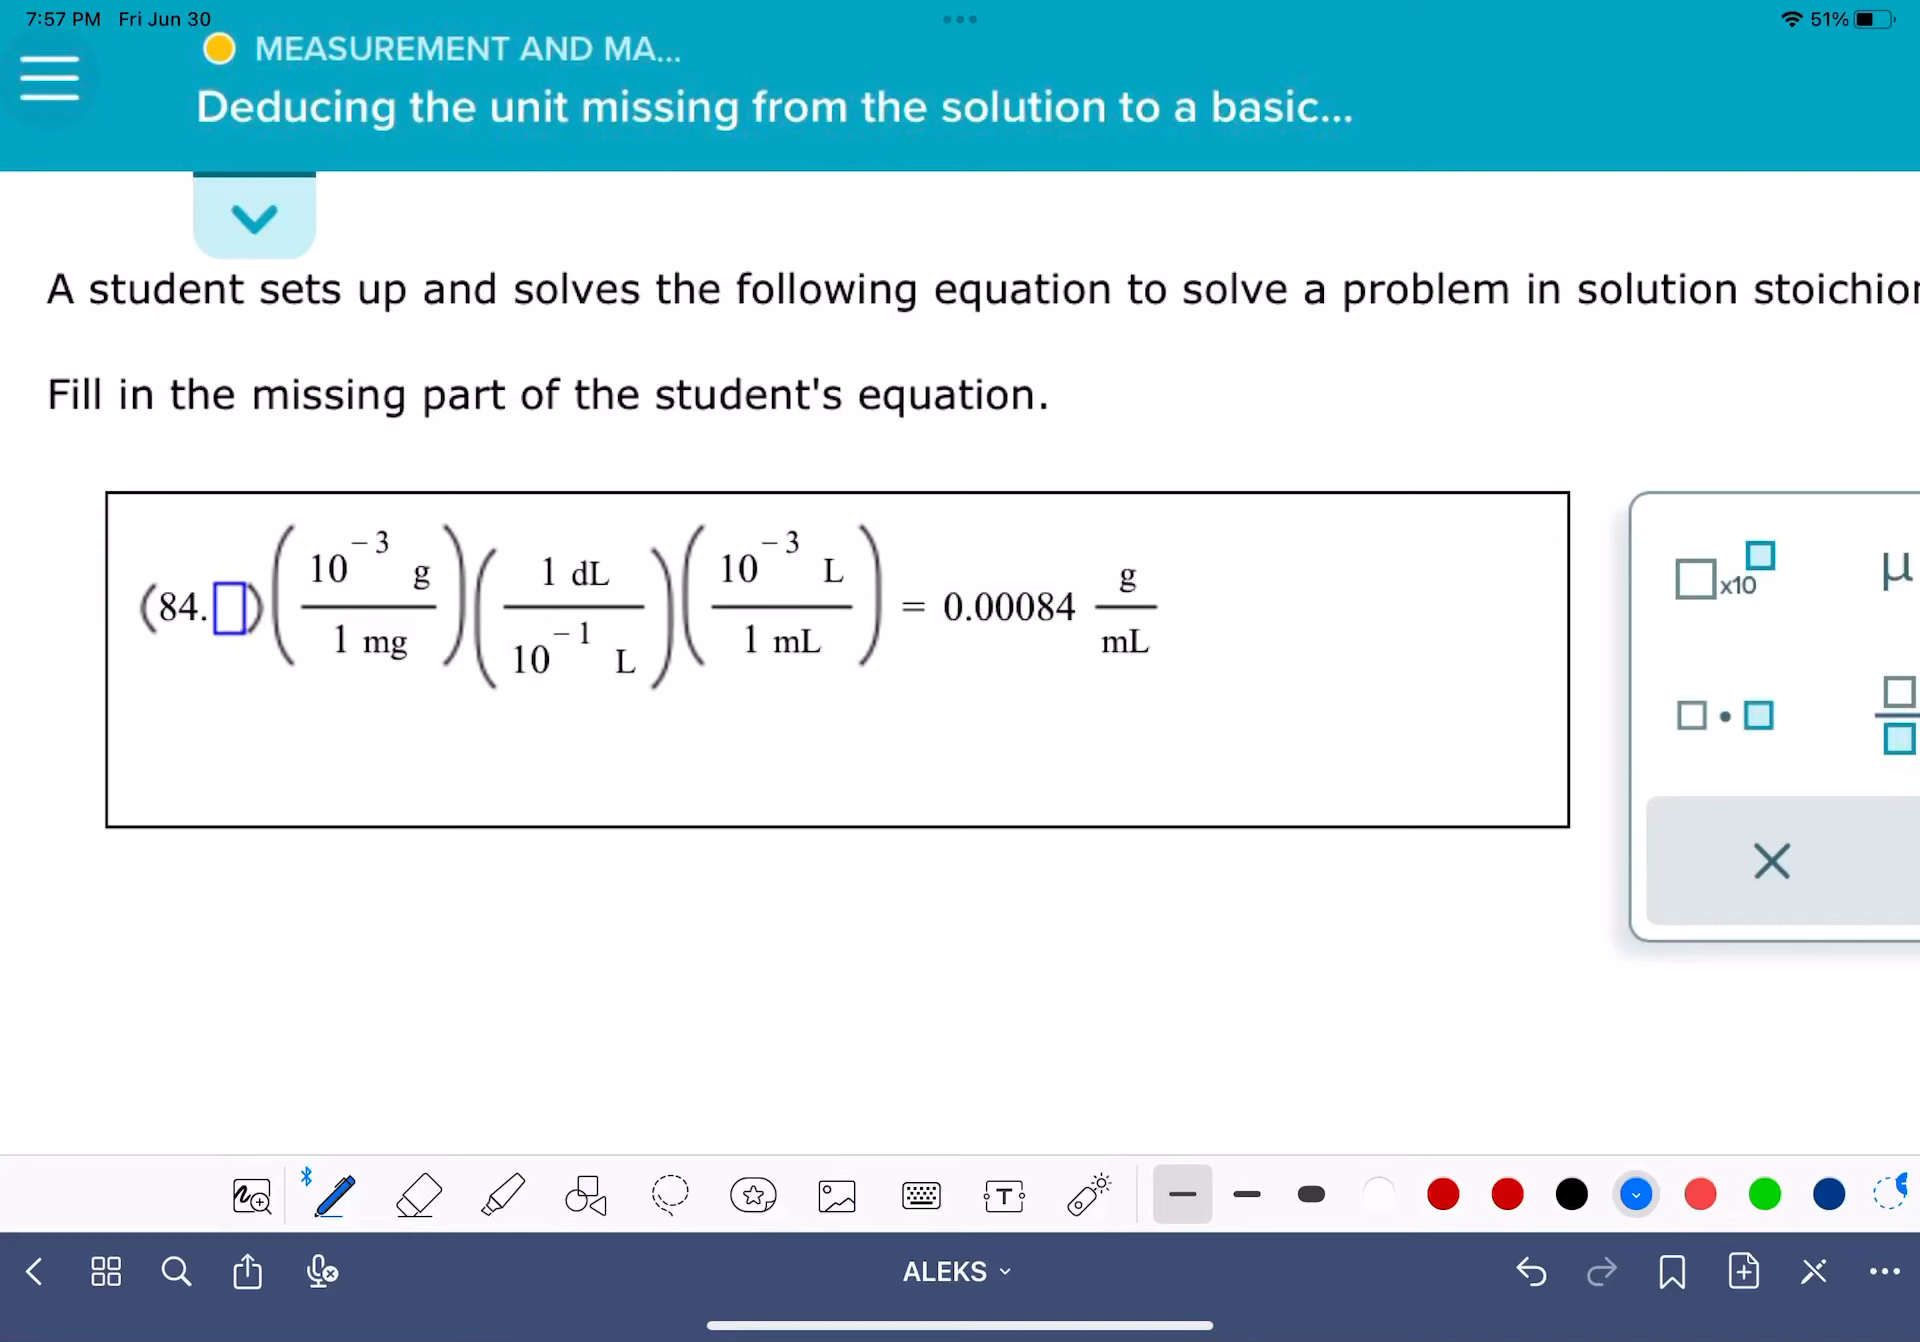 7:57 PM Fri Jun 30
51%
MEASUREMENT AND MA...
Deducing the unit missing from the solution to a basic...
A student sets up and solves the following equation to solve a problem in solution stoichio
Fill in the missing part of the student's equation.
(84.□)(10⁻³ g / 1 mg)(1 dL / 10⁻¹ L)(10⁻³ L / 1 mL) = 0.00084 g / mL
□x10□ μ
□•□ □/□
×
T
ALEKS